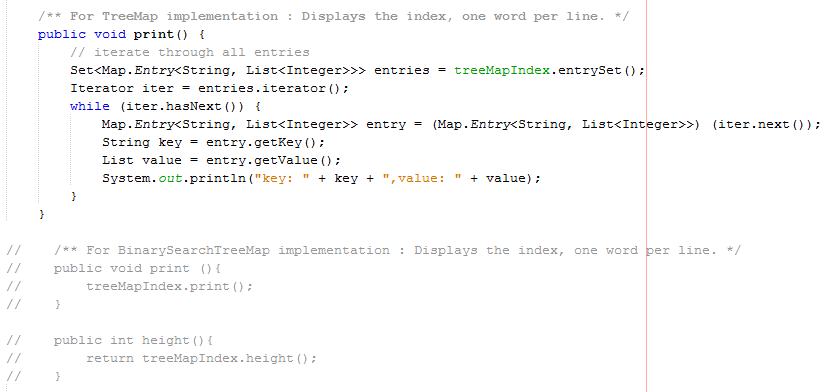 /** For TreeMap implementation : Displays the index, one word per line. */
public void print() {
// iterate through all entries
Set<Map.Entry<String, List<Integer>>> entries = treeMapIndex.entrySet();
Iterator iter = entries.iterator();
while (iter.hasNext()) {
Map.Entry<String, List<Integer>> entry = (Map.Entry<String, List<Integer>>) (iter.next());
String key = entry.getKey();
List value = entry.getValue();
System.out.println("key: " + key + ",value: " + value);
}
}
// /** For BinarySearchTreeMap implementation : Displays the index, one word per line. */
// public void print (){
// treeMapIndex.print();
// }
// public int height(){
// return treeMapIndex.height();
// }